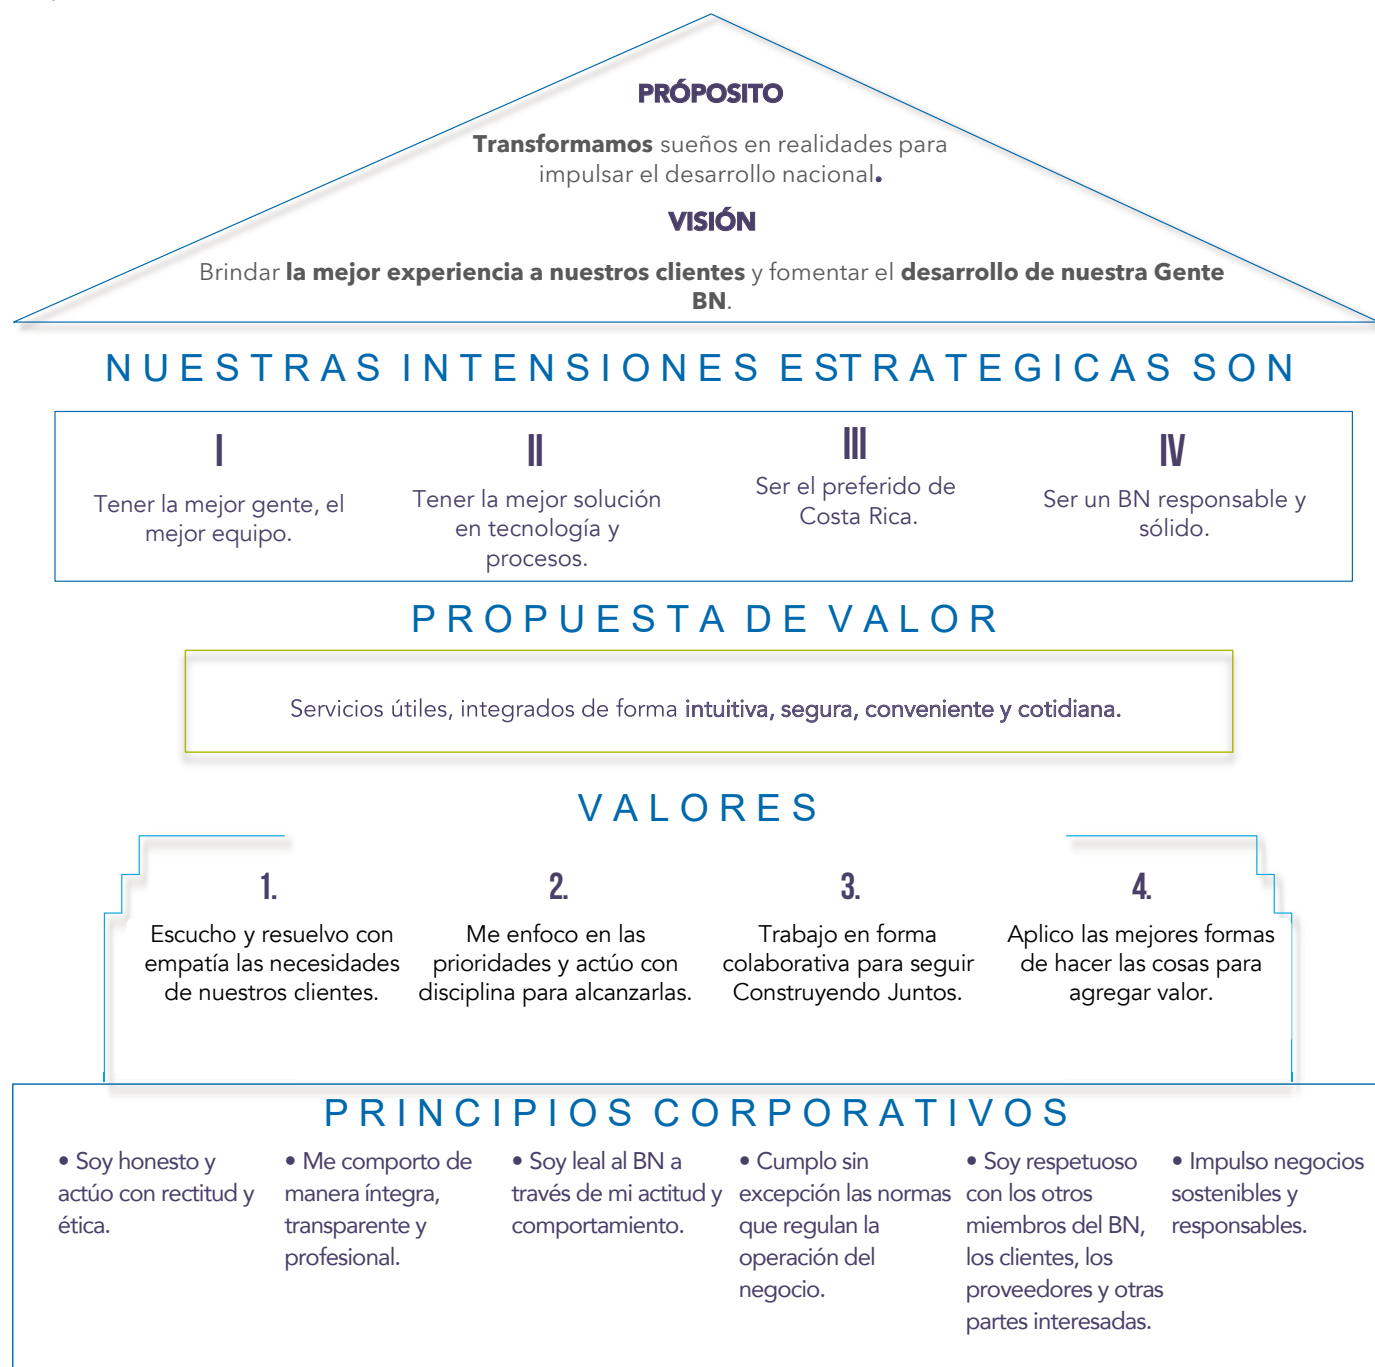 PRÓPOSITO
Transformamos sueños en realidades para
impulsar el desarrollo nacional.
VISIÓN
Brindar la mejor experiencia a nuestros clientes y fomentar el desarrollo de nuestra Gente
BN.
NUESTRAS INTENSIONES ESTRATEGICAS SON
I
Tener la mejor gente, el
mejor equipo.
II
Tener la mejor solución
en tecnología y
procesos.
III
Ser el preferido de
Costa Rica.
IV
Ser un BN responsable y
sólido.
PROPUESTA DE VALOR
Servicios útiles, integrados de forma intuitiva, segura, conveniente y cotidiana.
VALORES
1.
Escucho y resuelvo con
empatía las necesidades
de nuestros clientes.
2.
Me enfoco en las
prioridades y actúo con
disciplina para alcanzarlas.
3.
Trabajo en forma
colaborativa para seguir
Construyendo Juntos.
4.
Aplico las mejores formas
de hacer las cosas para
agregar valor.
PRINCIPIOS CORPORATIVOS
• Soy honesto y
actúo con rectitud y
ética.
• Me comporto de
manera íntegra,
transparente y
profesional.
• Soy leal al BN a
través de mi actitud y
comportamiento.
• Cumplo sin
excepción las normas
que regulan la
operación del
negocio.
• Soy respetuoso
con los otros
miembros del BN,
los clientes, los
proveedores y otras
partes interesadas.
• Impulso negocios
sostenibles y
responsables.